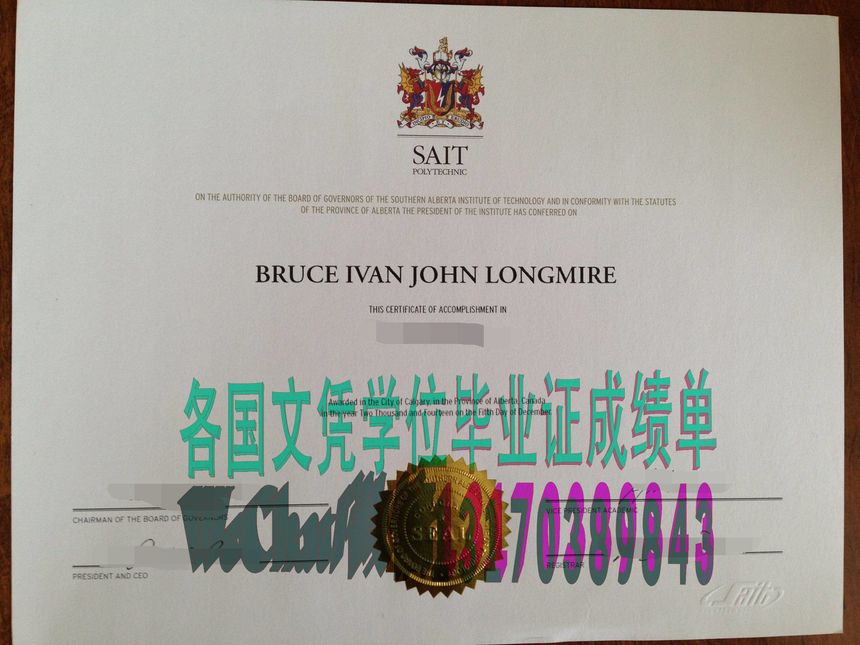 SAIT
POLYTECHNIC
ON THE AUTHORITY OF THE BOARD OF GOVERNORS OF THE SOUTHERN ALBERTA INSTITUTE OF TECHNOLOGY AND IN CONFORMITY WITH THE STATUTES
OF THE PROVINCE OF ALBERTA THE PRESIDENT OF THE INSTITUTE HAS CONFERRED ON
BRUCE IVAN JOHN LONGMIRE
THIS CERTIFICATE OF ACCOMPLISHMENT IN
各国文凭学位毕业证成绩单
Awarded in the City of Calgary, in the Province of Alberta, Canada
in the year Two Thousand and Fourteen on the Fifth Day of December.
CHAIRMAN OF THE BOARD OF GOVERNORS
VICE PRESIDENT ACADEMIC
WeChat
SEAL
PRESIDENT AND CEO
REGISTRAR